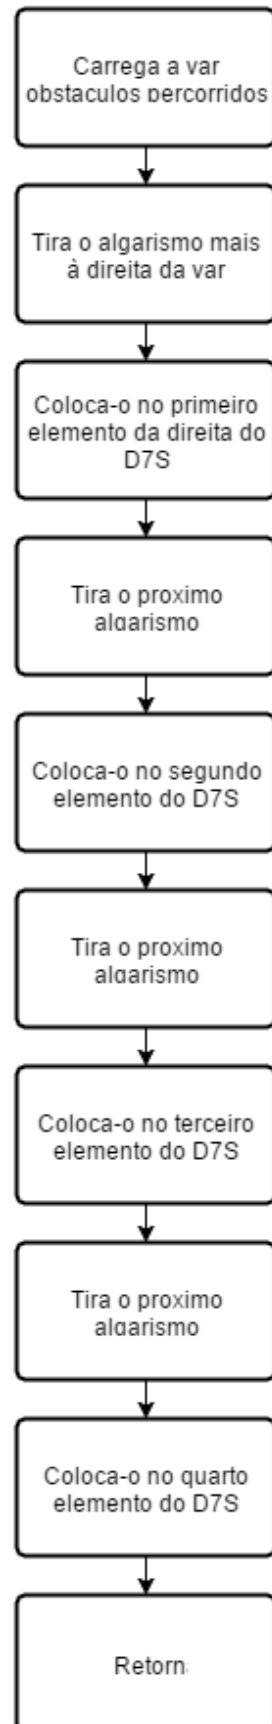 Carrega a var
obstaculos percorridos
Tira o algarismo mais
à direita da var
Coloca-o no primeiro
elemento da direita do
D7S
Tira o proximo
algarismo
Coloca-o no segundo
elemento do D7S
Tira o proximo
algarismo
Coloca-o no terceiro
elemento do D7S
Tira o proximo
algarismo
Coloca-o no quarto
elemento do D7S
Retorna